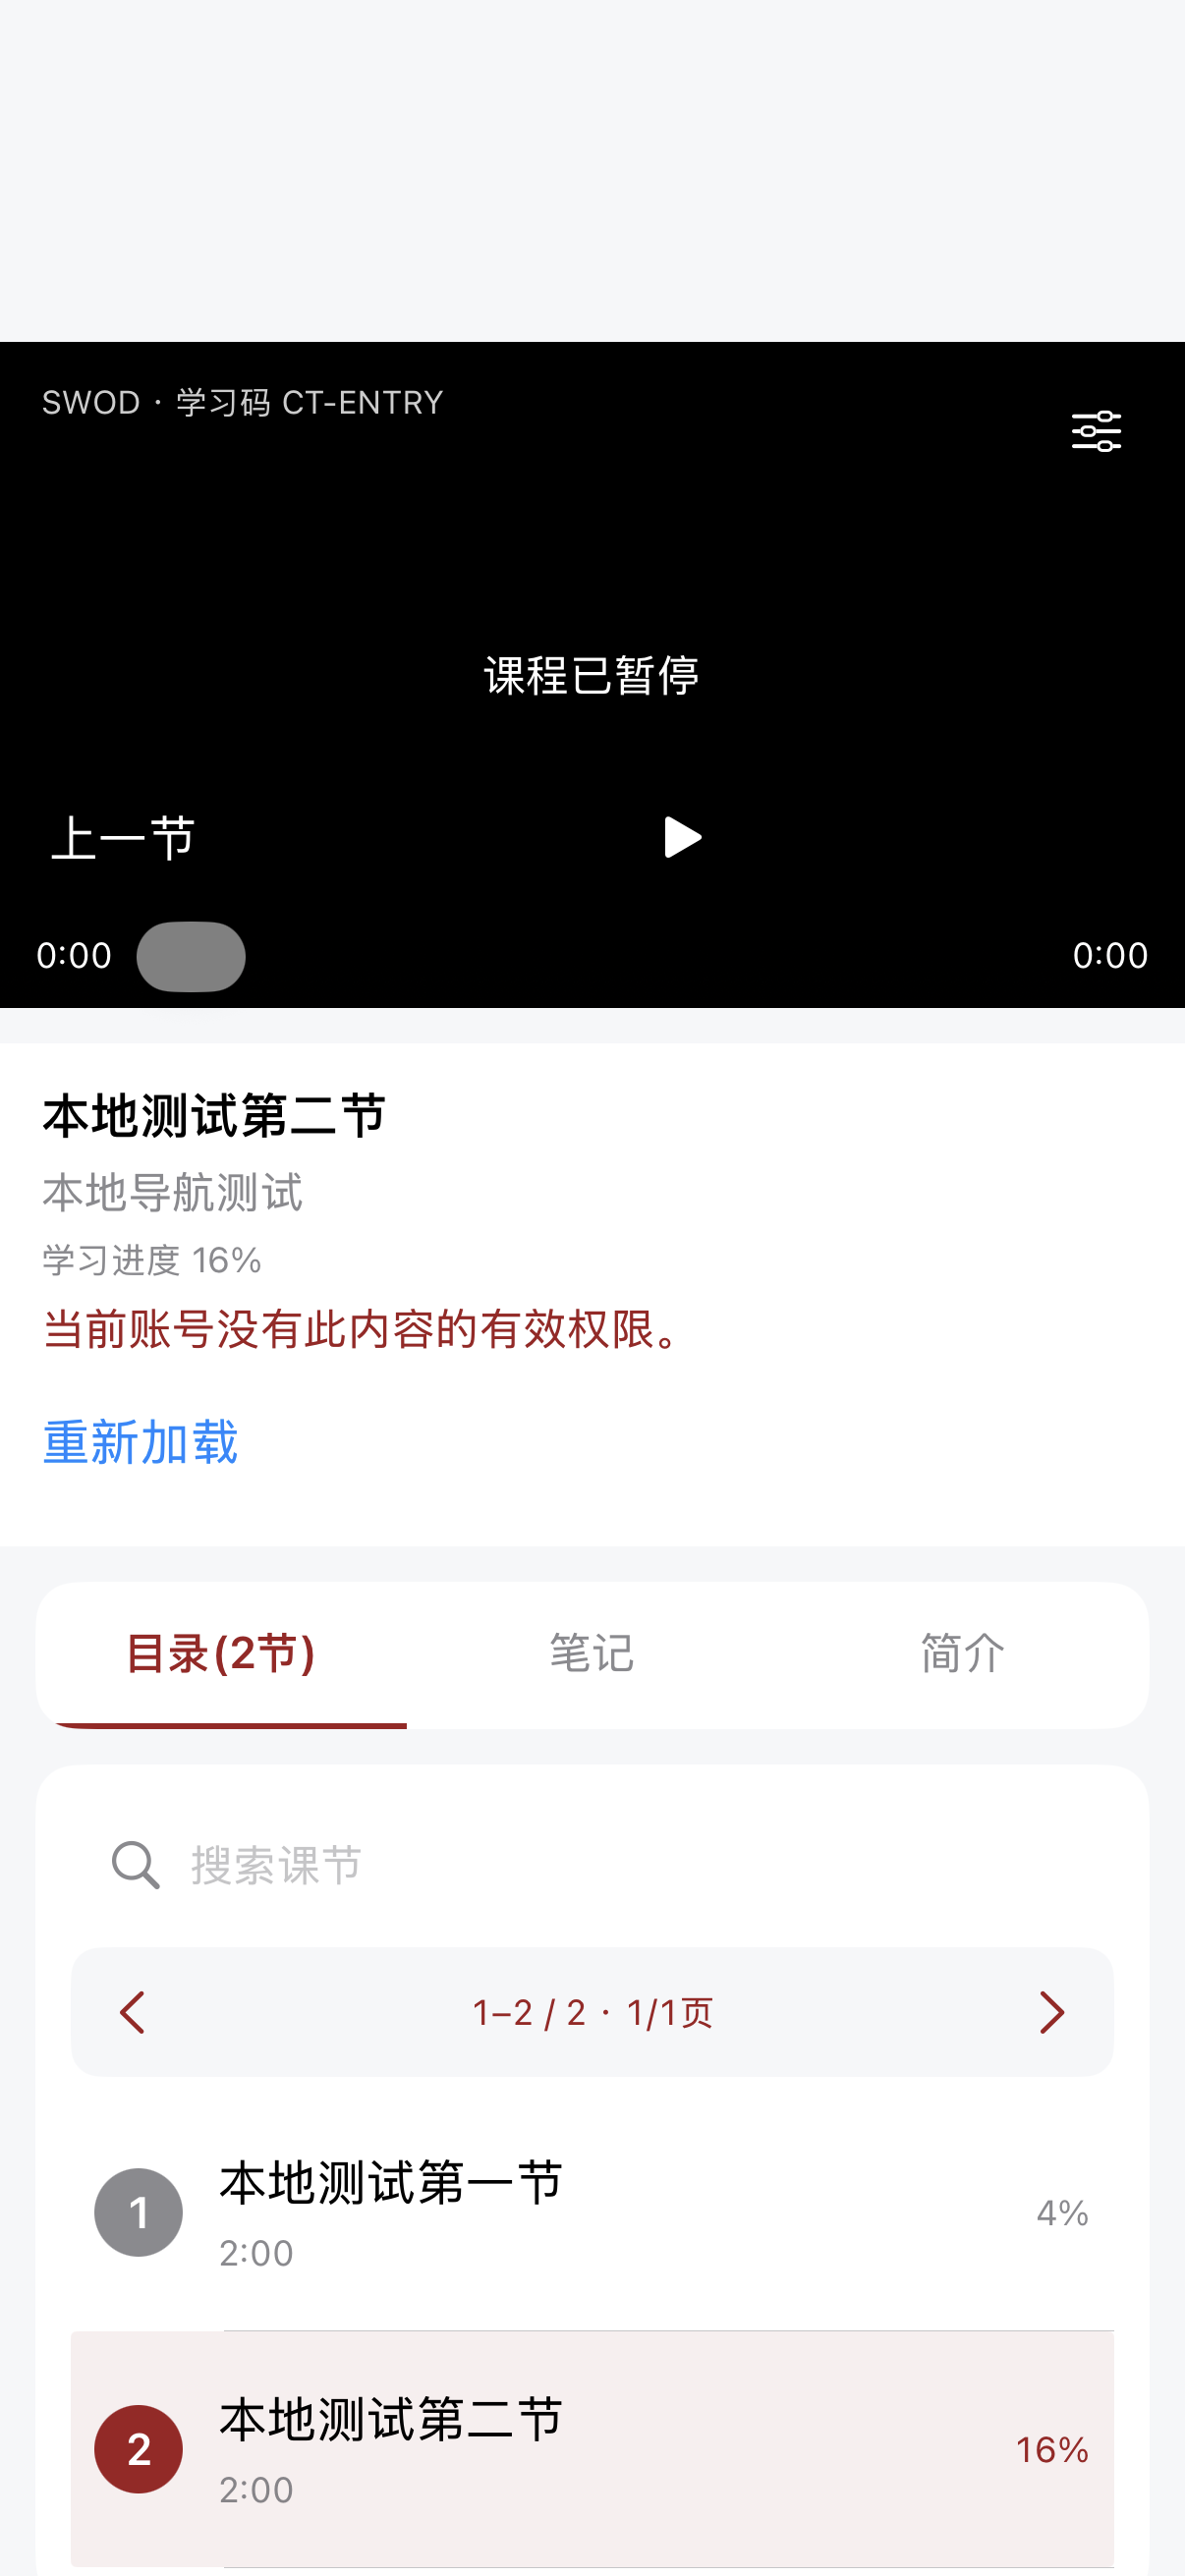 SWOD · 学习码 CT-ENTRY
课程已暂停
上一节
0:00 0:00
本地测试第二节
本地导航测试
学习进度 16%
当前账号没有此内容的有效权限。
重新加载
目录(2节) 笔记 简介
搜索课节
1–2 / 2 · 1/1页
1 本地测试第一节 4%
2:00
2 本地测试第二节 16%
2:00